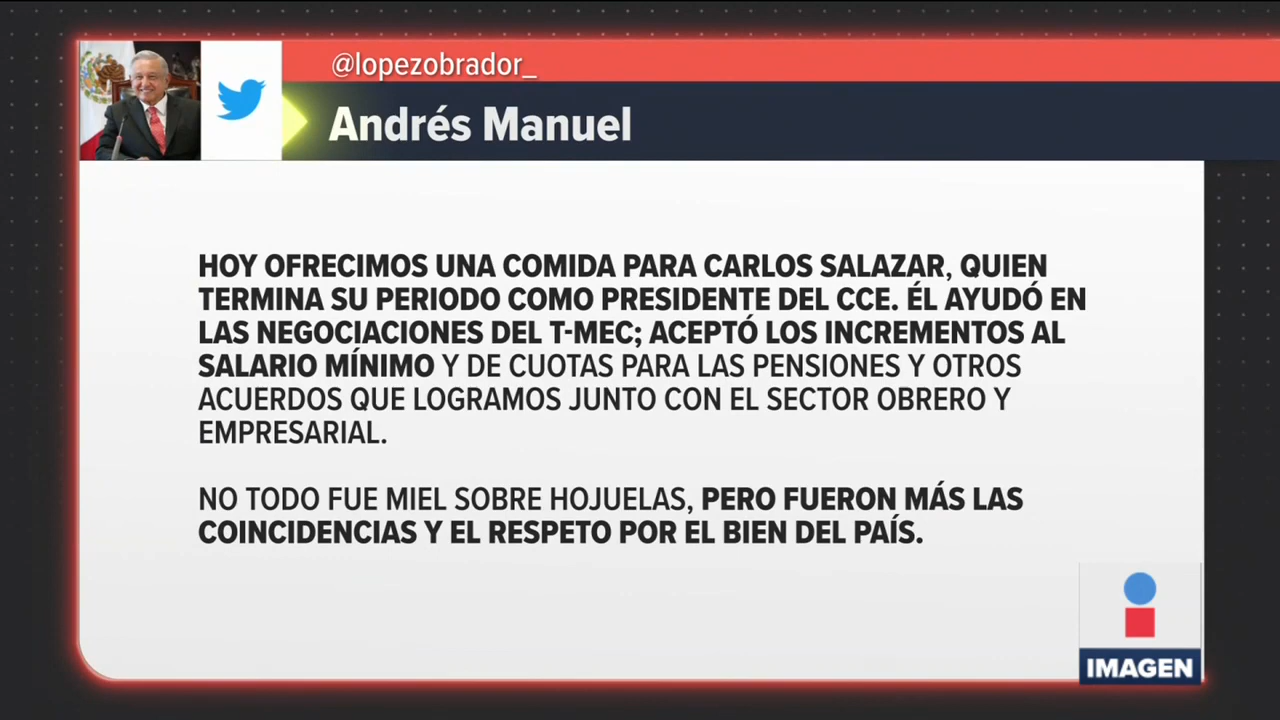 @lopezobrador_
Andrés Manuel
HOY OFRECIMOS UNA COMIDA PARA CARLOS SALAZAR, QUIEN
TERMINA SU PERIODO COMO PRESIDENTE DEL CCE. ÉL AYUDÓ EN
LAS NEGOCIACIONES DEL T-MEC; ACEPTÓ LOS INCREMENTOS AL
SALARIO MÍNIMO Y DE CUOTAS PARA LAS PENSIONES Y OTROS
ACUERDOS QUE LOGRAMOS JUNTO CON EL SECTOR OBRERO Y
EMPRESARIAL.
NO TODO FUE MIEL SOBRE HOJUELAS, PERO FUERON MÁS LAS
COINCIDENCIAS Y EL RESPETO POR EL BIEN DEL PAÍS.
IMAGEN